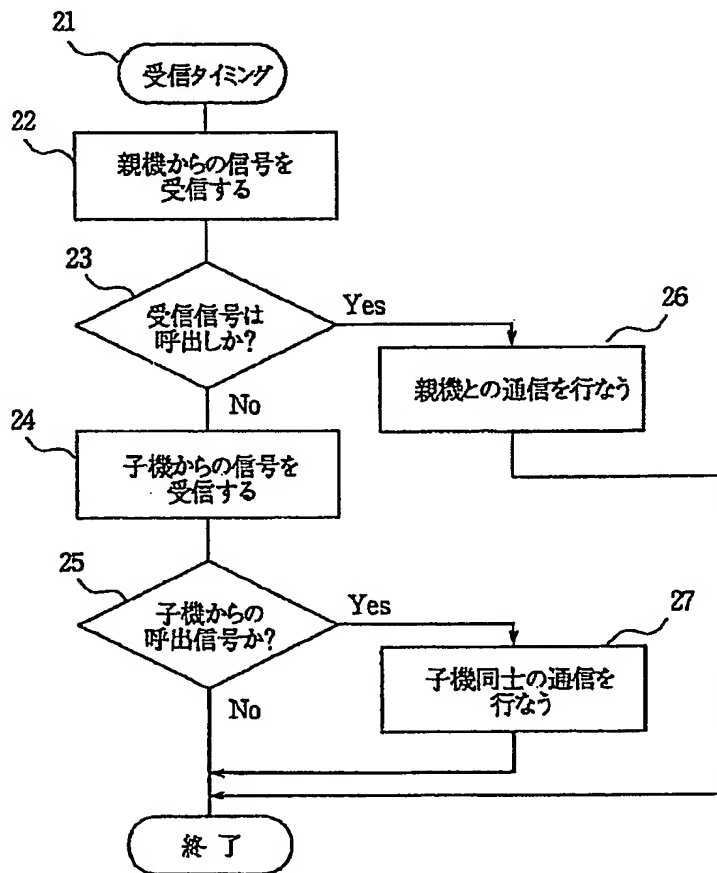 21
受信タイミング
22
親機からの信号を
受信する
23
受信信号は
呼出しか？
Yes
26
親機との通信を行なう
No
24
子機からの信号を
受信する
25
子機からの
呼出信号か？
Yes
27
子機同士の通信を
行なう
No
終了